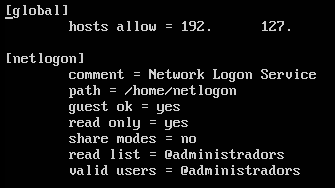 [global]
hosts allow = 192. 127.
[netlogon]
comment = Network Logon Service
path = /home/netlogon
guest ok = yes
read only = yes
share modes = no
read list = @administradors
valid users = @administradors